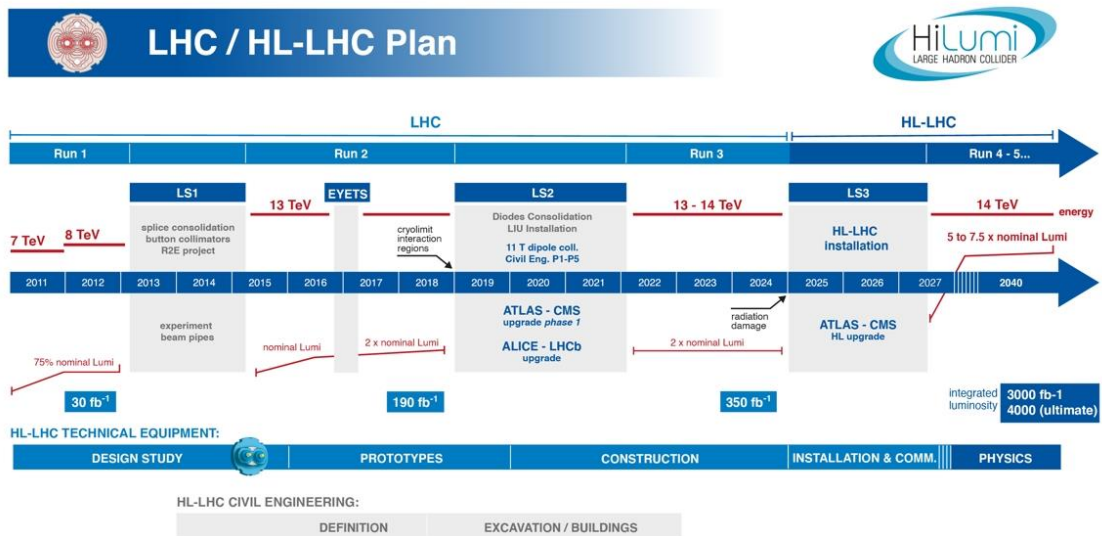 LHC / HL-LHC Plan
HiLumi
LARGE HADRON COLLIDER
LHC
HL-LHC
Run 1
Run 2
Run 3
Run 4 - 5...
LS1
EYETS
LS2
LS3
13 TeV
13 - 14 TeV
14 TeV
energy
splice consolidation
button collimators
R2E project
Diodes Consolidation
LIU Installation
11 T dipole coll.
Civil Eng. P1-P5
cryolimit
interaction
regions
HL-LHC
installation
7 TeV
8 TeV
5 to 7.5 x nominal Lumi
2011 2012 2013 2014 2015 2016 2017 2018 2019 2020 2021 2022 2023 2024 2025 2026 2027 2040
experiment
beam pipes
ATLAS - CMS
upgrade phase 1
ALICE - LHCb
upgrade
radiation
damage
ATLAS - CMS
HL upgrade
75% nominal Lumi
nominal Lumi
2 x nominal Lumi
2 x nominal Lumi
30 fb⁻¹
190 fb⁻¹
350 fb⁻¹
integrated
luminosity
3000 fb-1
4000 (ultimate)
HL-LHC TECHNICAL EQUIPMENT:
DESIGN STUDY
PROTOTYPES
CONSTRUCTION
INSTALLATION & COMM.
PHYSICS
HL-LHC CIVIL ENGINEERING:
DEFINITION
EXCAVATION / BUILDINGS